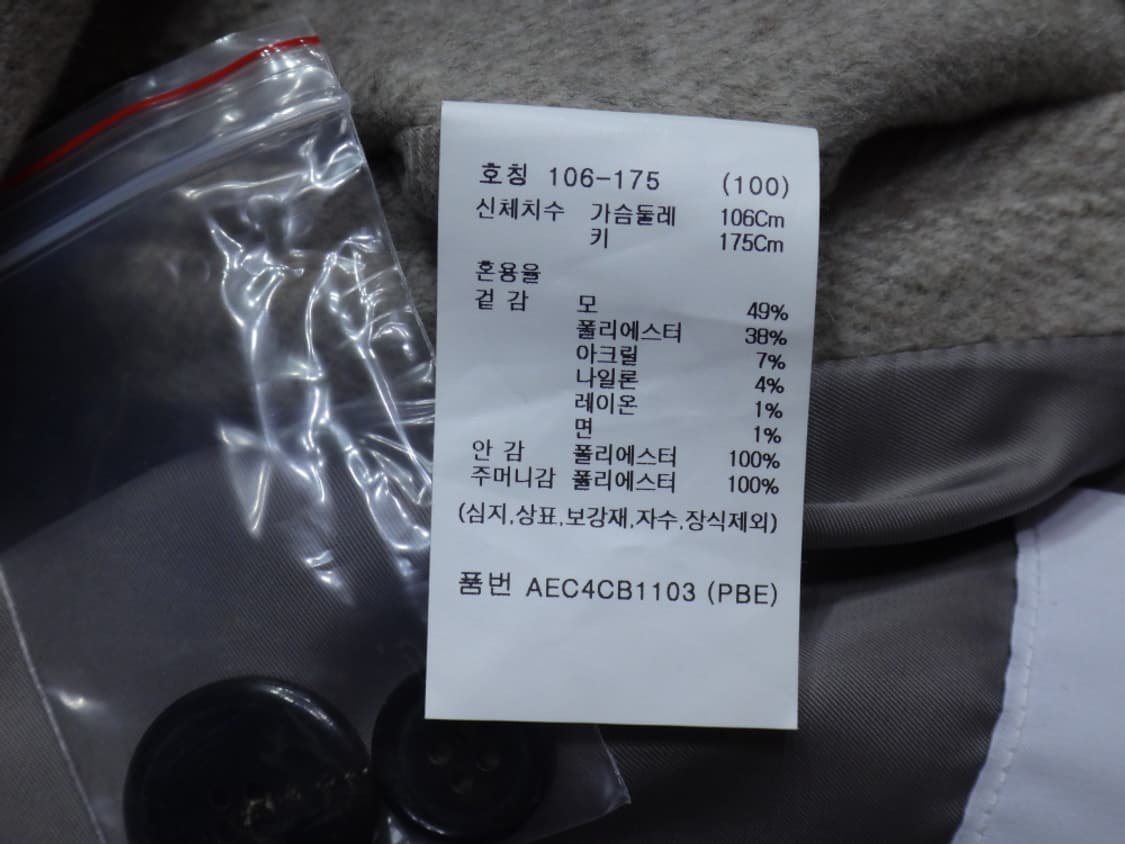 호칭 106-175 (100)
신체치수 가슴둘레 106Cm
키 175Cm
혼용율
겉 감 모 49%
폴리에스터 38%
아크릴 7%
나일론 4%
레이온 1%
면 1%
안 감 폴리에스터 100%
주머니감 폴리에스터 100%
(심지,상표,보강재,자수,장식제외)
품번 AEC4CB1103 (PBE)